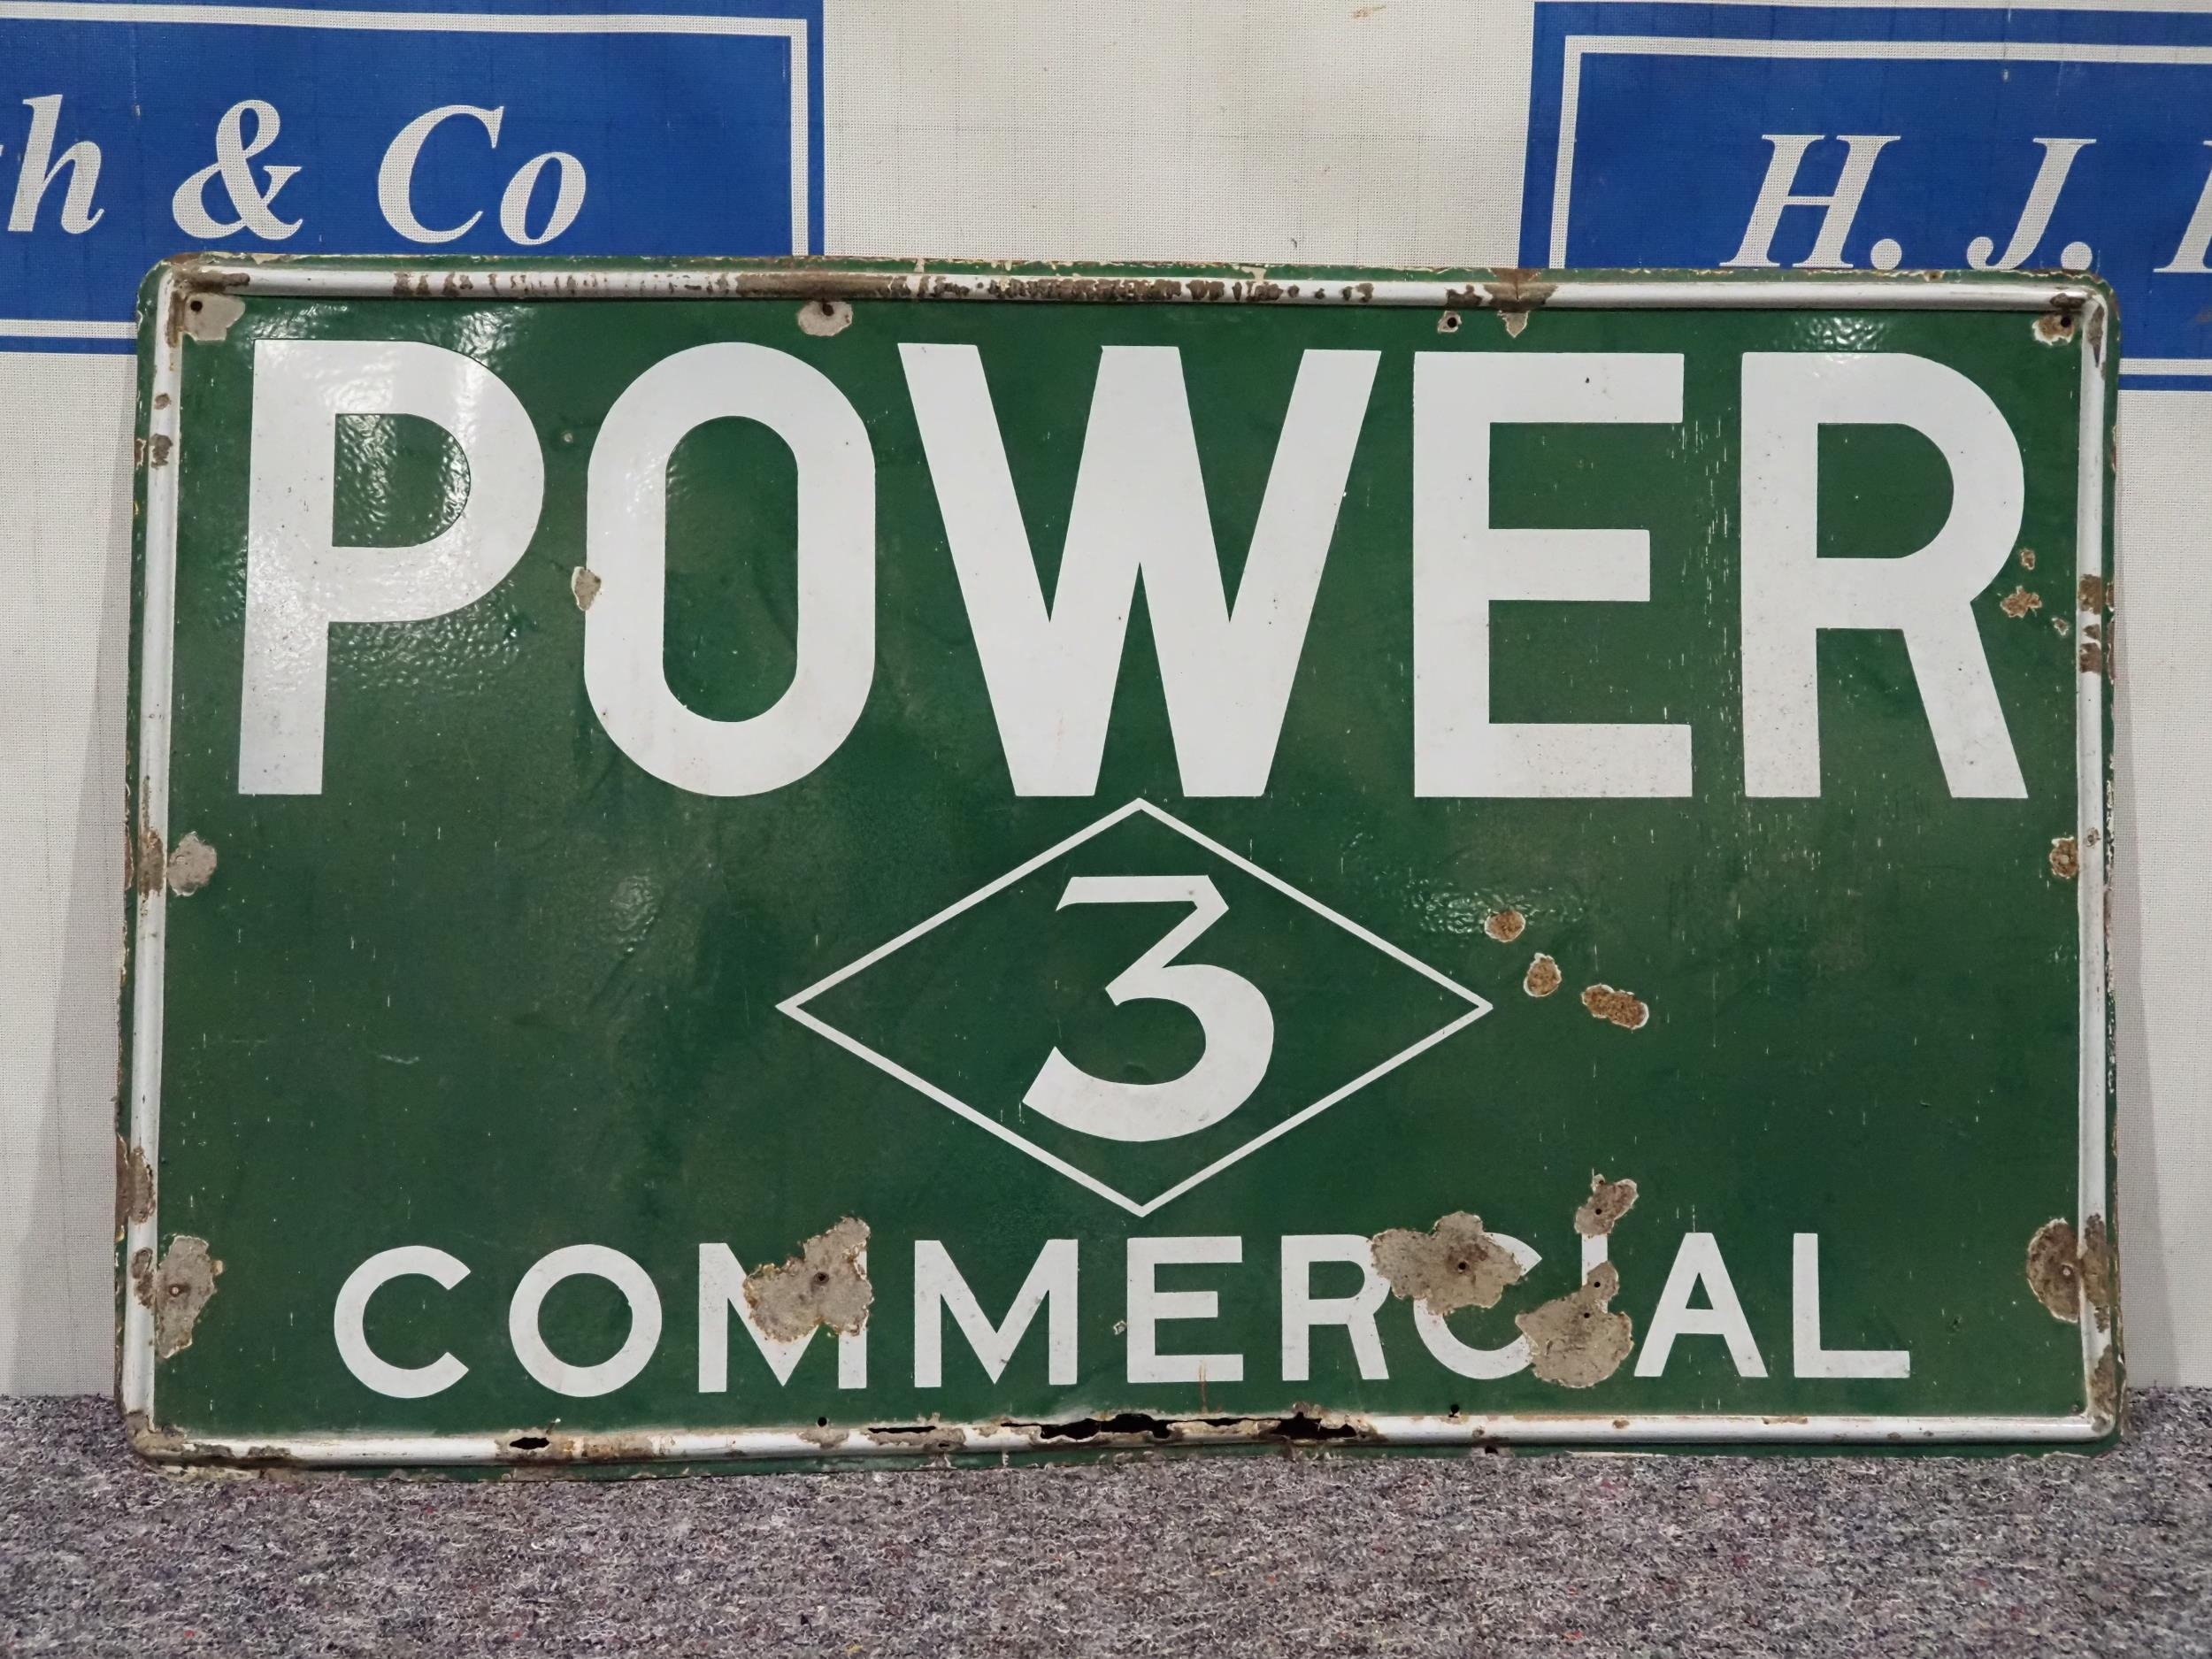 h & Co
H. J.
POWER
3
COMMERCIAL